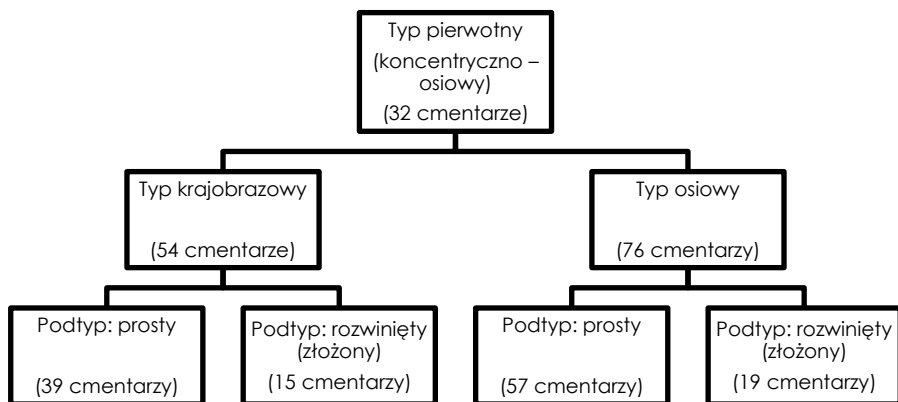 Typ pierwotny
(koncentryczno –
osiowy)
(32 cmentarze)
Typ krajobrazowy
(54 cmentarze)
Typ osiowy
(76 cmentarzy)
Podtyp: prosty
(39 cmentarzy)
Podtyp: rozwinięty
(złożony)
(15 cmentarzy)
Podtyp: prosty
(57 cmentarzy)
Podtyp: rozwinięty
(złożony)
(19 cmentarzy)